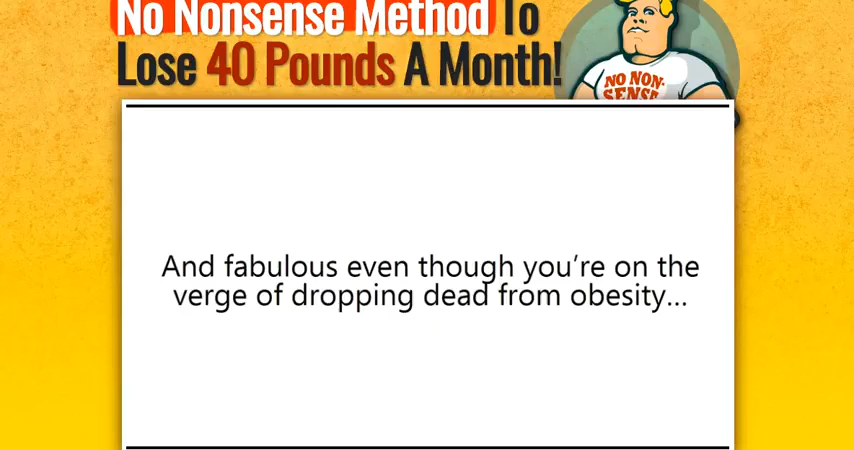 No Nonsense Method To
Lose 40 Pounds A Month!
NO NON-
SENSE
And fabulous even though you’re on the
verge of dropping dead from obesity...